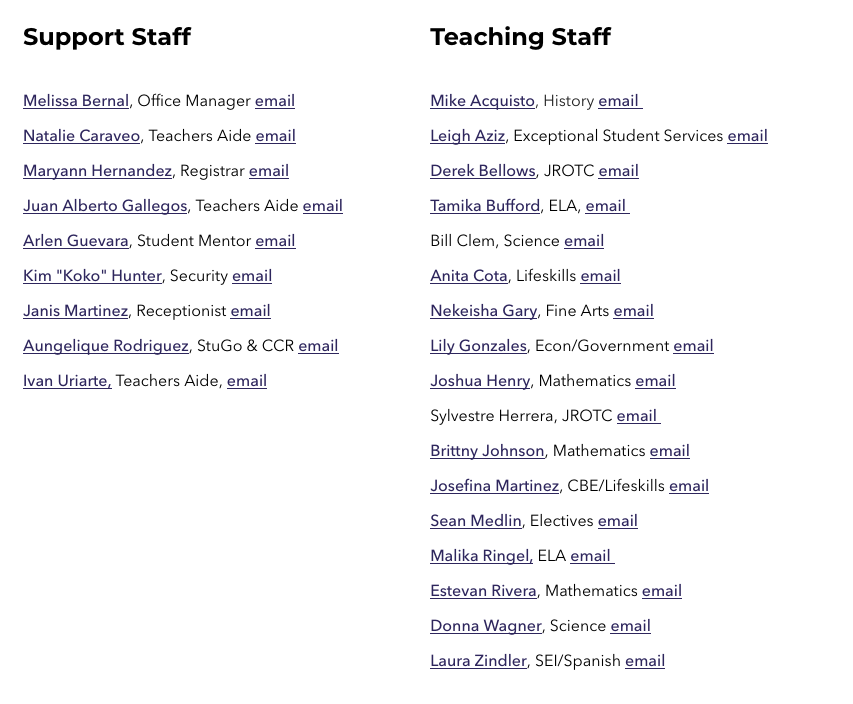 Support Staff
Melissa Bernal, Office Manager email
Natalie Caraveo, Teachers Aide email
Maryann Hernandez, Registrar email
Juan Alberto Gallegos, Teachers Aide email
Arlen Guevara, Student Mentor email
Kim "Koko" Hunter, Security email
Janis Martinez, Receptionist email
Aungelique Rodriguez, StuGo & CCR email
Ivan Uriarte, Teachers Aide, email
Teaching Staff
Mike Acquisto, History email
Leigh Aziz, Exceptional Student Services email
Derek Bellows, JROTC email
Tamika Bufford, ELA, email
Bill Clem, Science email
Anita Cota, Lifeskills email
Nekeisha Gary, Fine Arts email
Lily Gonzales, Econ/Government email
Joshua Henry, Mathematics email
Sylvestre Herrera, JROTC email
Brittny Johnson, Mathematics email
Josefina Martinez, CBE/Lifeskills email
Sean Medlin, Electives email
Malika Ringel, ELA email
Estevan Rivera, Mathematics email
Donna Wagner, Science email
Laura Zindler, SEI/Spanish email